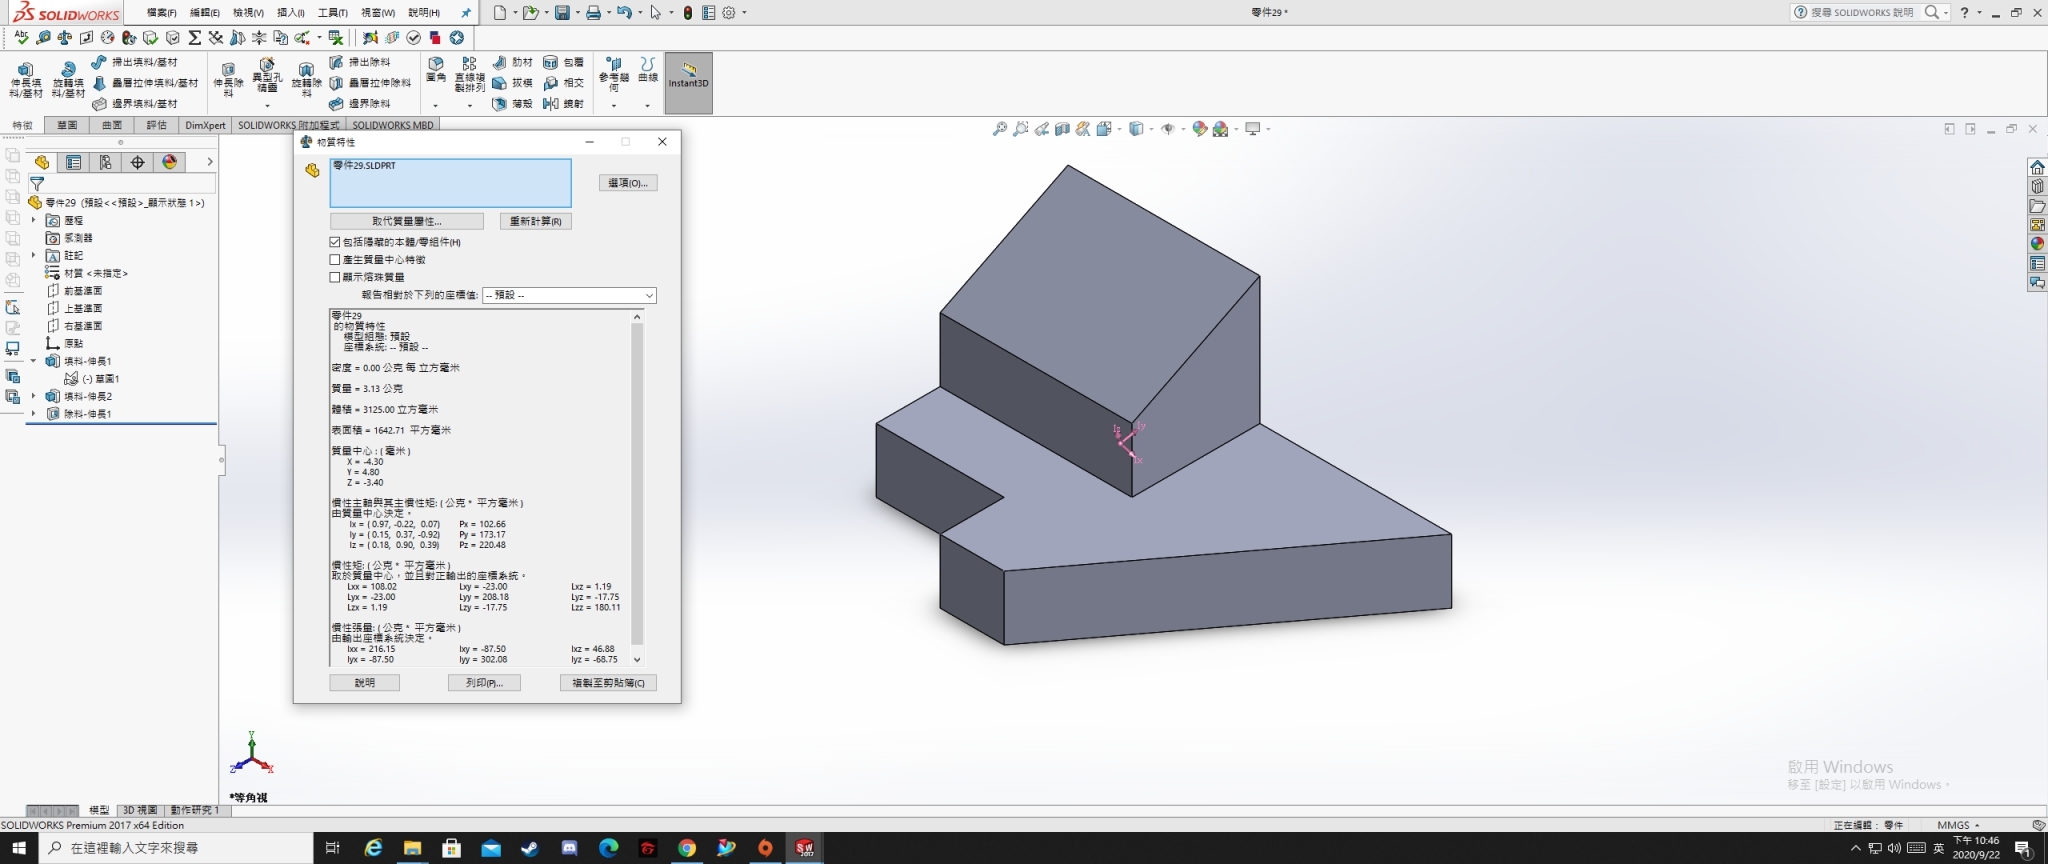 SOLIDWORKS 檔案(F) 編輯(E) 檢視(V) 插入(I) 工具(T) 視窗(W) 說明(H)
零件29 *
搜尋 SOLIDWORKS 說明
伸長填料/基材
旋轉填料/基材
掃出填料/基材
疊層拉伸填料/基材
邊界填料/基材
伸長除料
異型孔精靈
旋轉除料
掃出除料
疊層拉伸除料
邊界除料
圓角
直線複製排列
肋材
拔模
薄殼
包覆
相交
鏡射
參考幾何
曲線
Instant3D
特徵 草圖 曲面 評估 DimXpert SOLIDWORKS 附加程式 SOLIDWORKS MBD
零件29 (預設<<預設>_顯示狀態 1>)
歷程
感測器
註記
材質 <未指定>
前基準面
上基準面
右基準面
原點
填料-伸長1
(-) 草圖1
填料-伸長2
除料-伸長1
物質特性
零件29.SLDPRT
選項(O)...
取代質量屬性... 重新計算(R)
包括隱藏的本體/零組件(H)
產生質量中心特徵
顯示熔珠質量
報告相對於下列的座標值: -- 預設 --
零件29
的物質特性
模型組態: 預設
座標系統: -- 預設 --
密度 = 0.00 公克 每 立方毫米
質量 = 3.13 公克
體積 = 3125.00 立方毫米
表面積 = 1642.71 平方毫米
質量中心 : ( 毫米 )
X = -4.30
Y = 4.80
Z = -3.40
慣性主軸與其主慣性矩: ( 公克 * 平方毫米 )
由質量中心決定。
Ix = ( 0.97, -0.22, 0.07) Px = 102.66
Iy = ( 0.15, 0.37, -0.92) Py = 173.17
Iz = ( 0.18, 0.90, 0.39) Pz = 220.48
慣性矩: ( 公克 * 平方毫米 )
取於質量中心，並且對正輸出的座標系統。
Lxx = 108.02 Lxy = -23.00 Lxz = 1.19
Lyx = -23.00 Lyy = 208.18 Lyz = -17.75
Lzx = 1.19 Lzy = -17.75 Lzz = 180.11
慣性張量: ( 公克 * 平方毫米 )
由輸出座標系統決定。
Ixx = 216.15 Ixy = -87.50 Ixz = 46.88
Iyx = -87.50 Iyy = 302.08 Iyz = -68.75
說明 列印(P)... 複製至剪貼簿(C)
Iz Iy
Ix
Y
Z X
*等角視
啟用 Windows
移至 [設定] 以啟用 Windows。
模型 3D 視圖 動作研究 1
SOLIDWORKS Premium 2017 x64 Edition
正在編輯： 零件 MMGS
在這裡輸入文字來搜尋
英
下午 10:46
2020/9/22